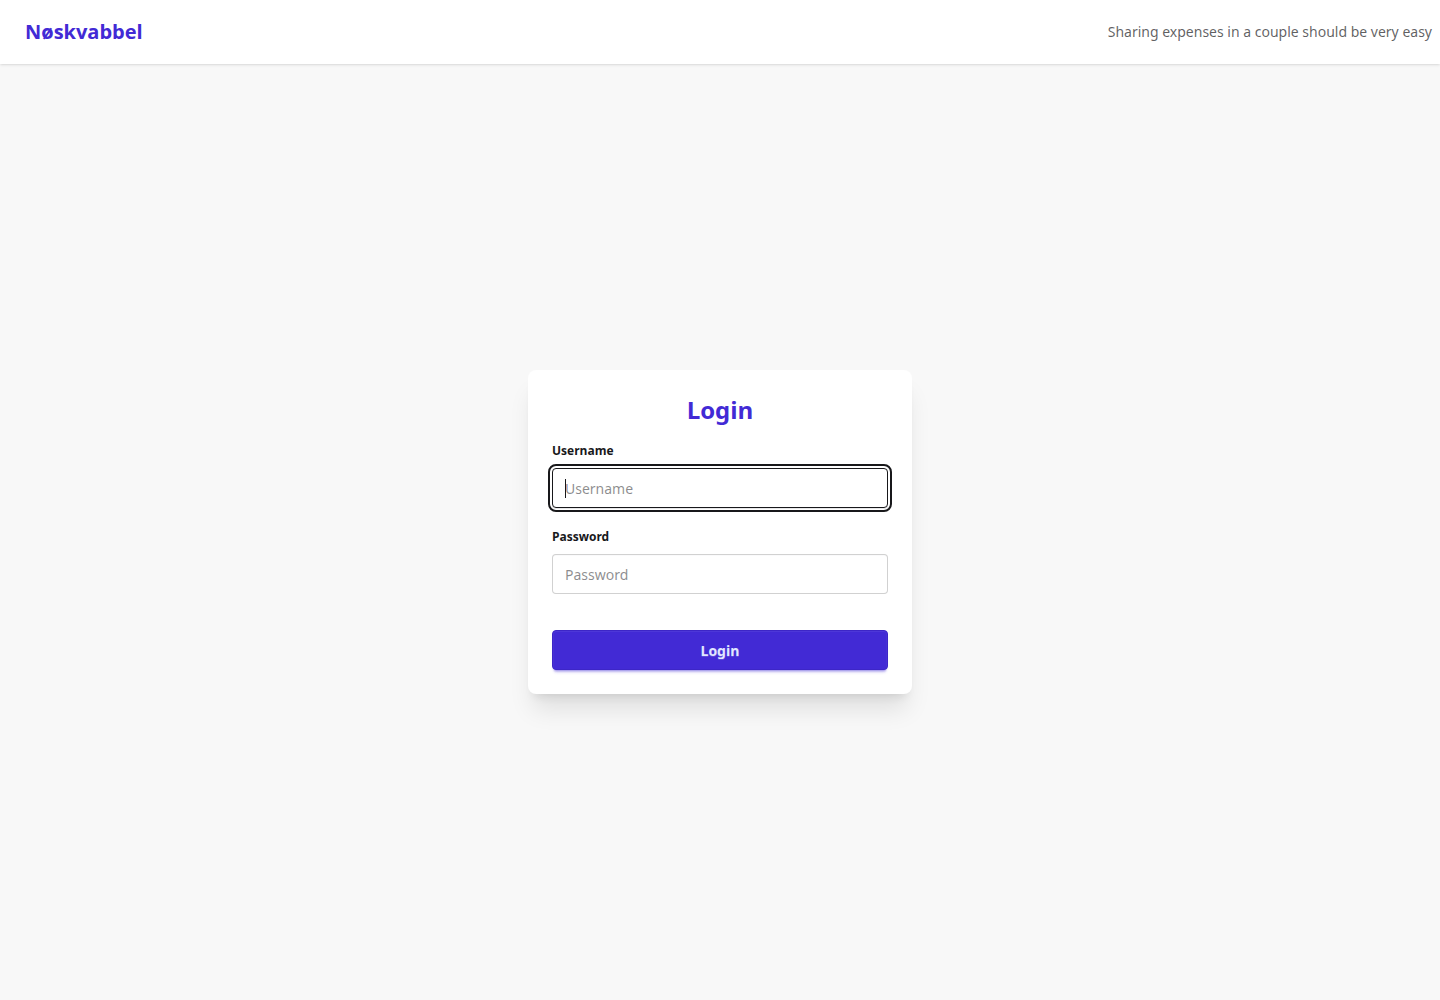 Nøskvabbel
Sharing expenses in a couple should be very easy
Login
Username
Username
Password
Password
Login